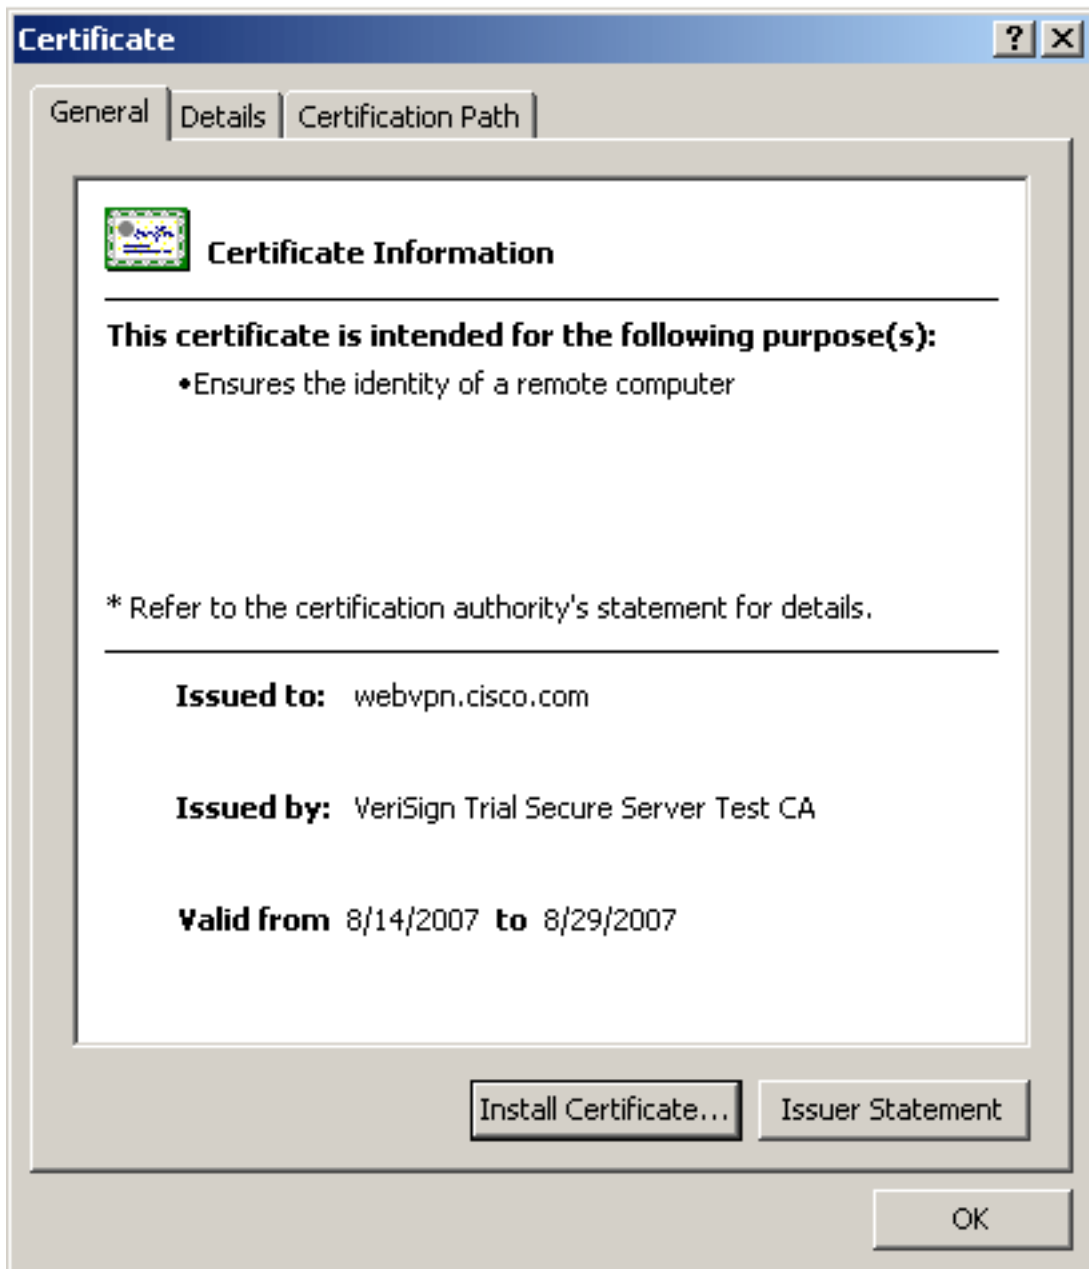 Certificate
General Details Certification Path
Certificate Information
This certificate is intended for the following purpose(s):
•Ensures the identity of a remote computer
* Refer to the certification authority's statement for details.
Issued to: webvpn.cisco.com
Issued by: VeriSign Trial Secure Server Test CA
Valid from 8/14/2007 to 8/29/2007
Install Certificate... Issuer Statement
OK